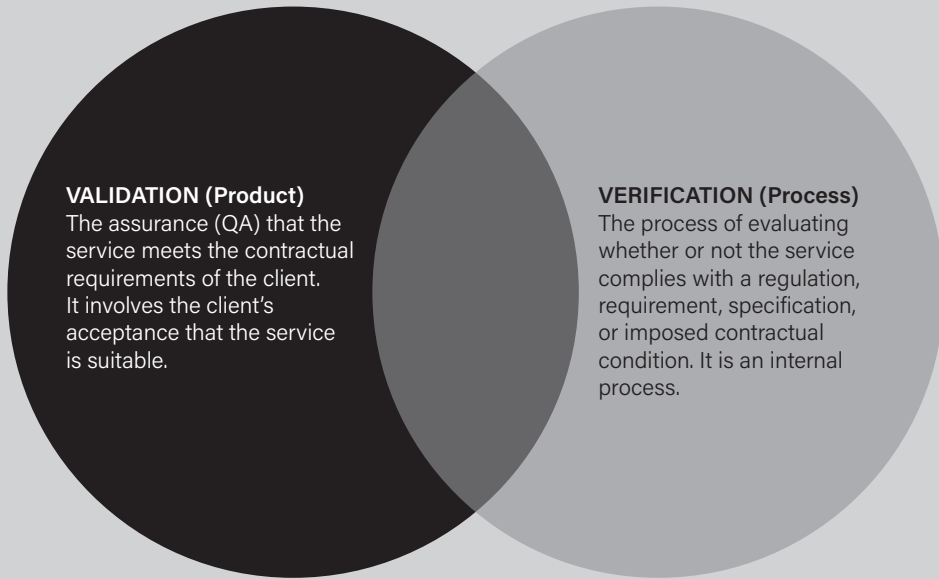 VALIDATION (Product)
The assurance (QA) that the
service meets the contractual
requirements of the client.
It involves the client's
acceptance that the service
is suitable.
VERIFICATION (Process)
The process of evaluating
whether or not the service
complies with a regulation,
requirement, specification,
or imposed contractual
condition. It is an internal
process.